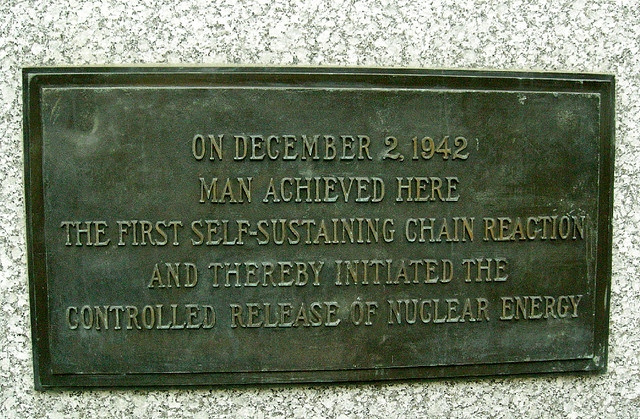 ON DECEMBER 2, 1942
MAN ACHIEVED HERE
THE FIRST SELF-SUSTAINING CHAIN REACTION
AND THEREBY INITIATED THE
CONTROLLED RELEASE OF NUCLEAR ENERGY